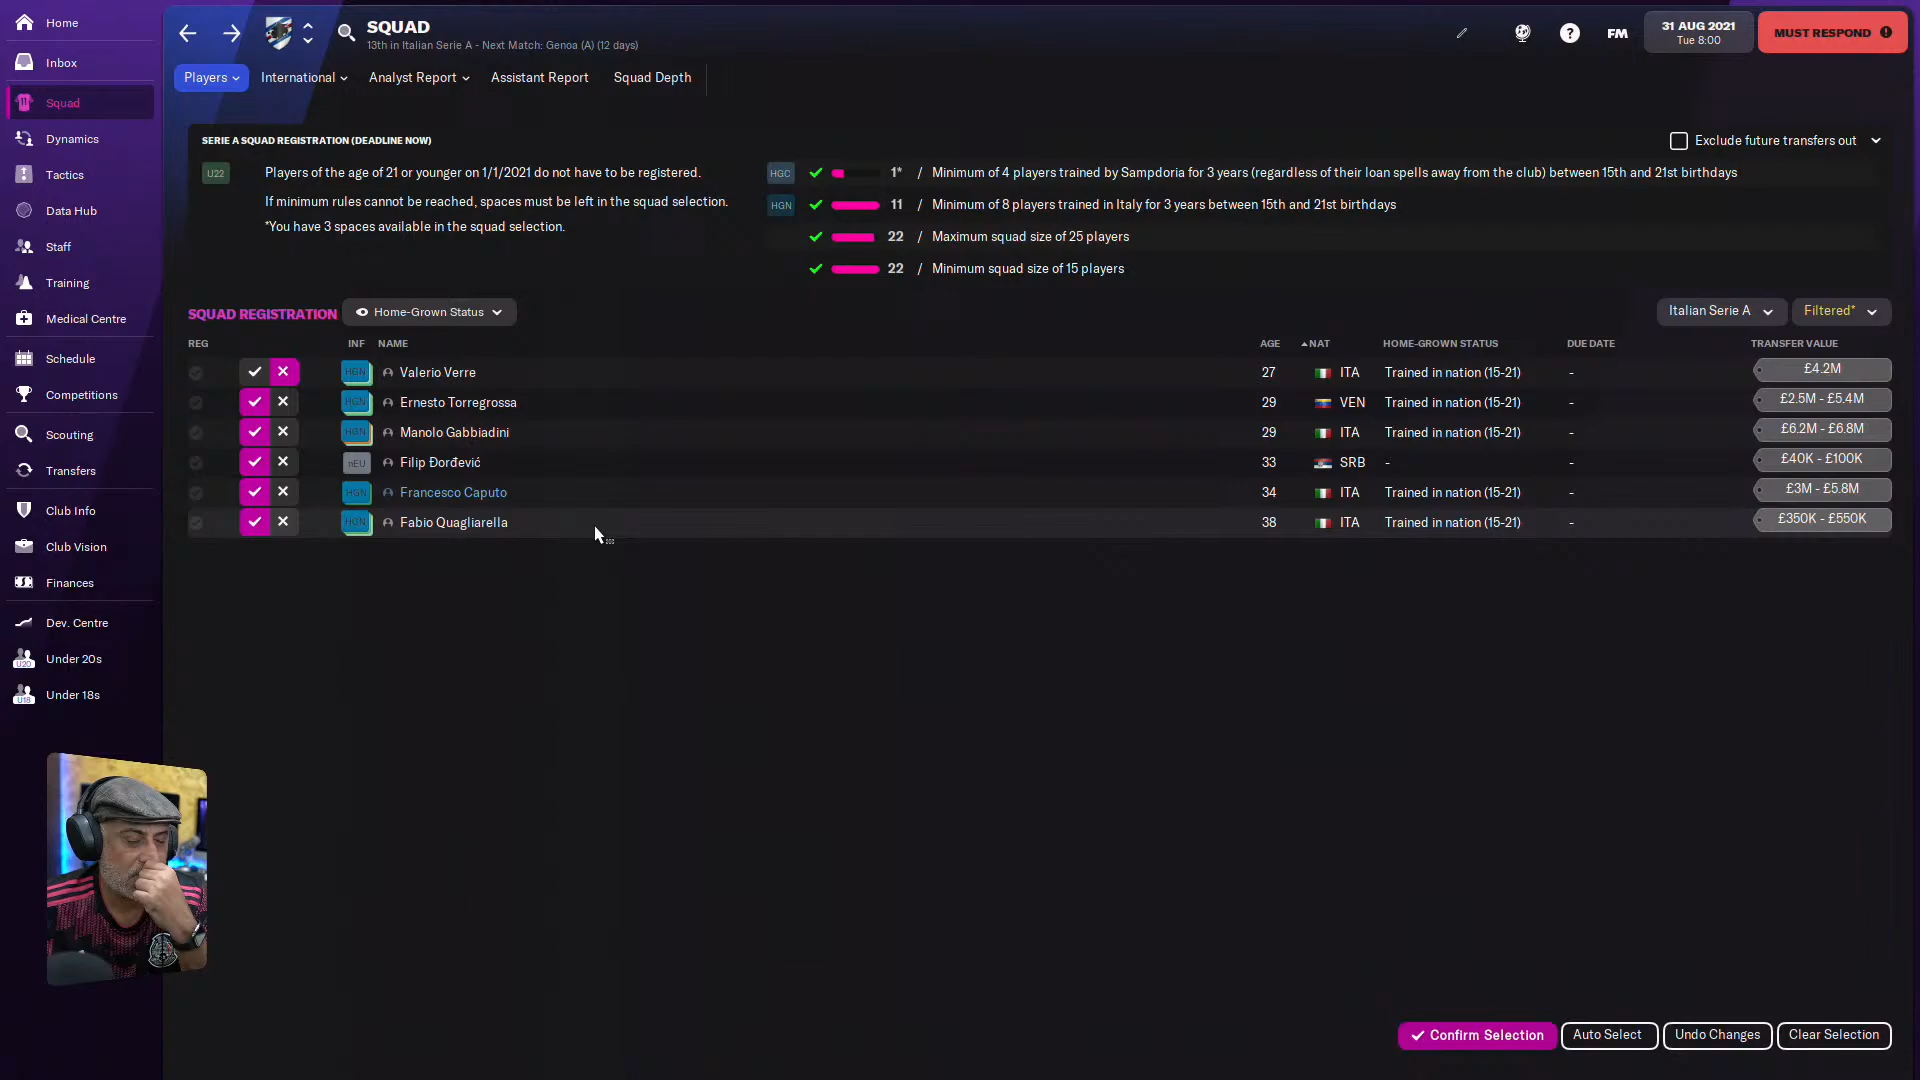 Home
Inbox
Squad
Dynamics
Tactics
Data Hub
Staff
Training
Medical Centre
Schedule
Competitions
Scouting
Transfers
Club Info
Club Vision
Finances
Dev. Centre
U20 Under 20s
U18 Under 18s
SQUAD
13th in Italian Serie A - Next Match: Genoa (A) (12 days)
?
FM
31 AUG 2021
Tue 8:00
MUST RESPOND
Players
International
Analyst Report
Assistant Report
Squad Depth
SERIE A SQUAD REGISTRATION (DEADLINE NOW)
Exclude future transfers out
U22 Players of the age of 21 or younger on 1/1/2021 do not have to be registered.
If minimum rules cannot be reached, spaces must be left in the squad selection.
*You have 3 spaces available in the squad selection.
HGC 1* / Minimum of 4 players trained by Sampdoria for 3 years (regardless of their loan spells away from the club) between 15th and 21st birthdays
HGN 11 / Minimum of 8 players trained in Italy for 3 years between 15th and 21st birthdays
22 / Maximum squad size of 25 players
22 / Minimum squad size of 15 players
SQUAD REGISTRATION Home-Grown Status Italian Serie A Filtered*
REG INF NAME AGE NAT HOME-GROWN STATUS DUE DATE TRANSFER VALUE
HGN Valerio Verre 27 ITA Trained in nation (15-21) - £4.2M
HGN Ernesto Torregrossa 29 VEN Trained in nation (15-21) - £2.5M - £5.4M
HGN Manolo Gabbiadini 29 ITA Trained in nation (15-21) - £6.2M - £6.8M
nEU Filip Đorđević 33 SRB - - £40K - £100K
HGN Francesco Caputo 34 ITA Trained in nation (15-21) - £3M - £5.8M
HGN Fabio Quagliarella 38 ITA Trained in nation (15-21) - £350K - £550K
Confirm Selection Auto Select Undo Changes Clear Selection